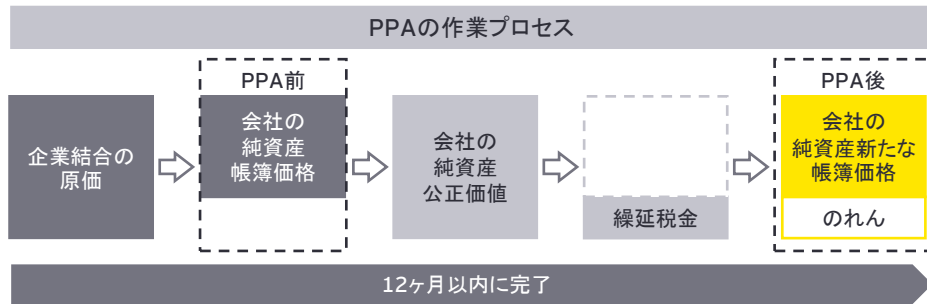 PPAの作業プロセス
PPA前
PPA後
企業結合の
原価
会社の
純資産
帳簿価格
会社の
純資産
公正価値
繰延税金
会社の
純資産新たな
帳簿価格
のれん
12ヶ月以内に完了